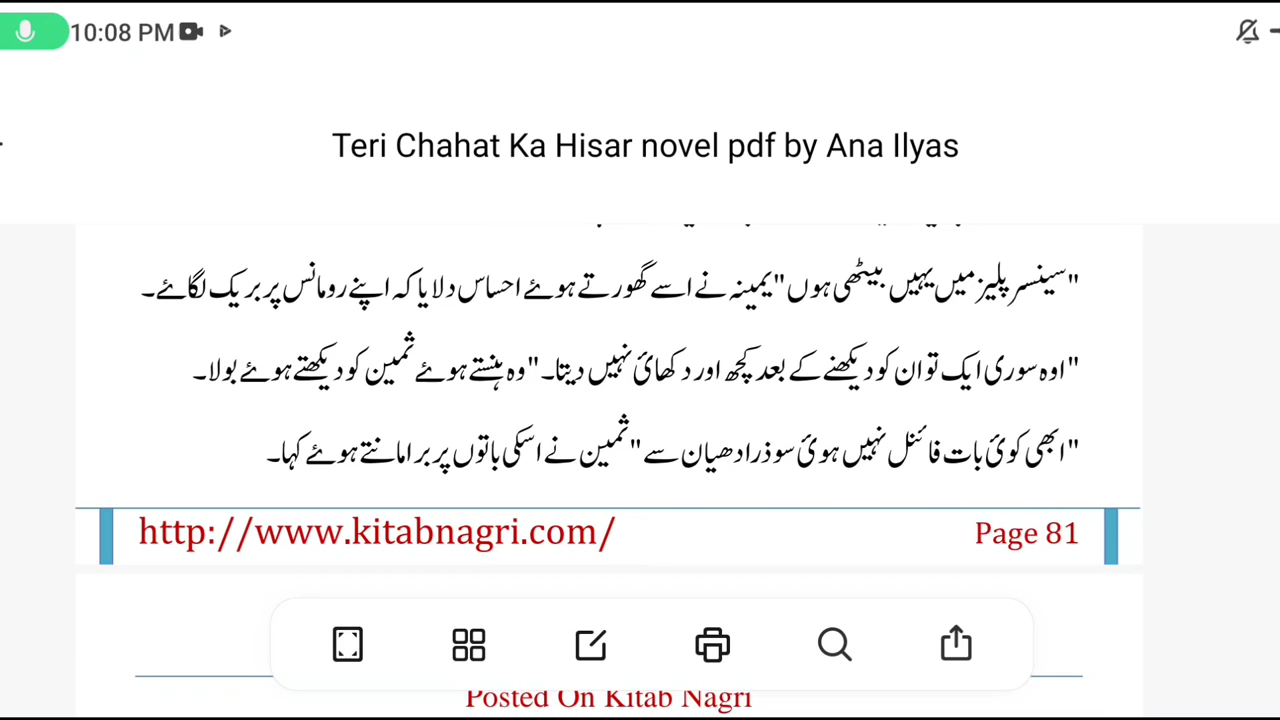 10:08 PM
Teri Chahat Ka Hisar novel pdf by Ana Ilyas
"سینسر پلیز میں یہیں بیٹھی ہوں" یمینہ نے اسے گھورتے ہوئے احساس دلایا کہ اپنے رومانس پر بریک لگائے۔
"اوہ سوری ایک تو ان کو دیکھنے کے بعد کچھ اور دکھائ نہیں دیتا۔" وہ ہنستے ہوئے ثمین کو دیکھتے ہوئے بولا۔
"ابھی کوئ بات فائنل نہیں ہوئ سو ذرا دھیان سے" ثمین نے اسکی باتوں پر برا مانتے ہوئے کہا۔
http://www.kitabnagri.com/ Page 81
Posted On Kitab Nagri